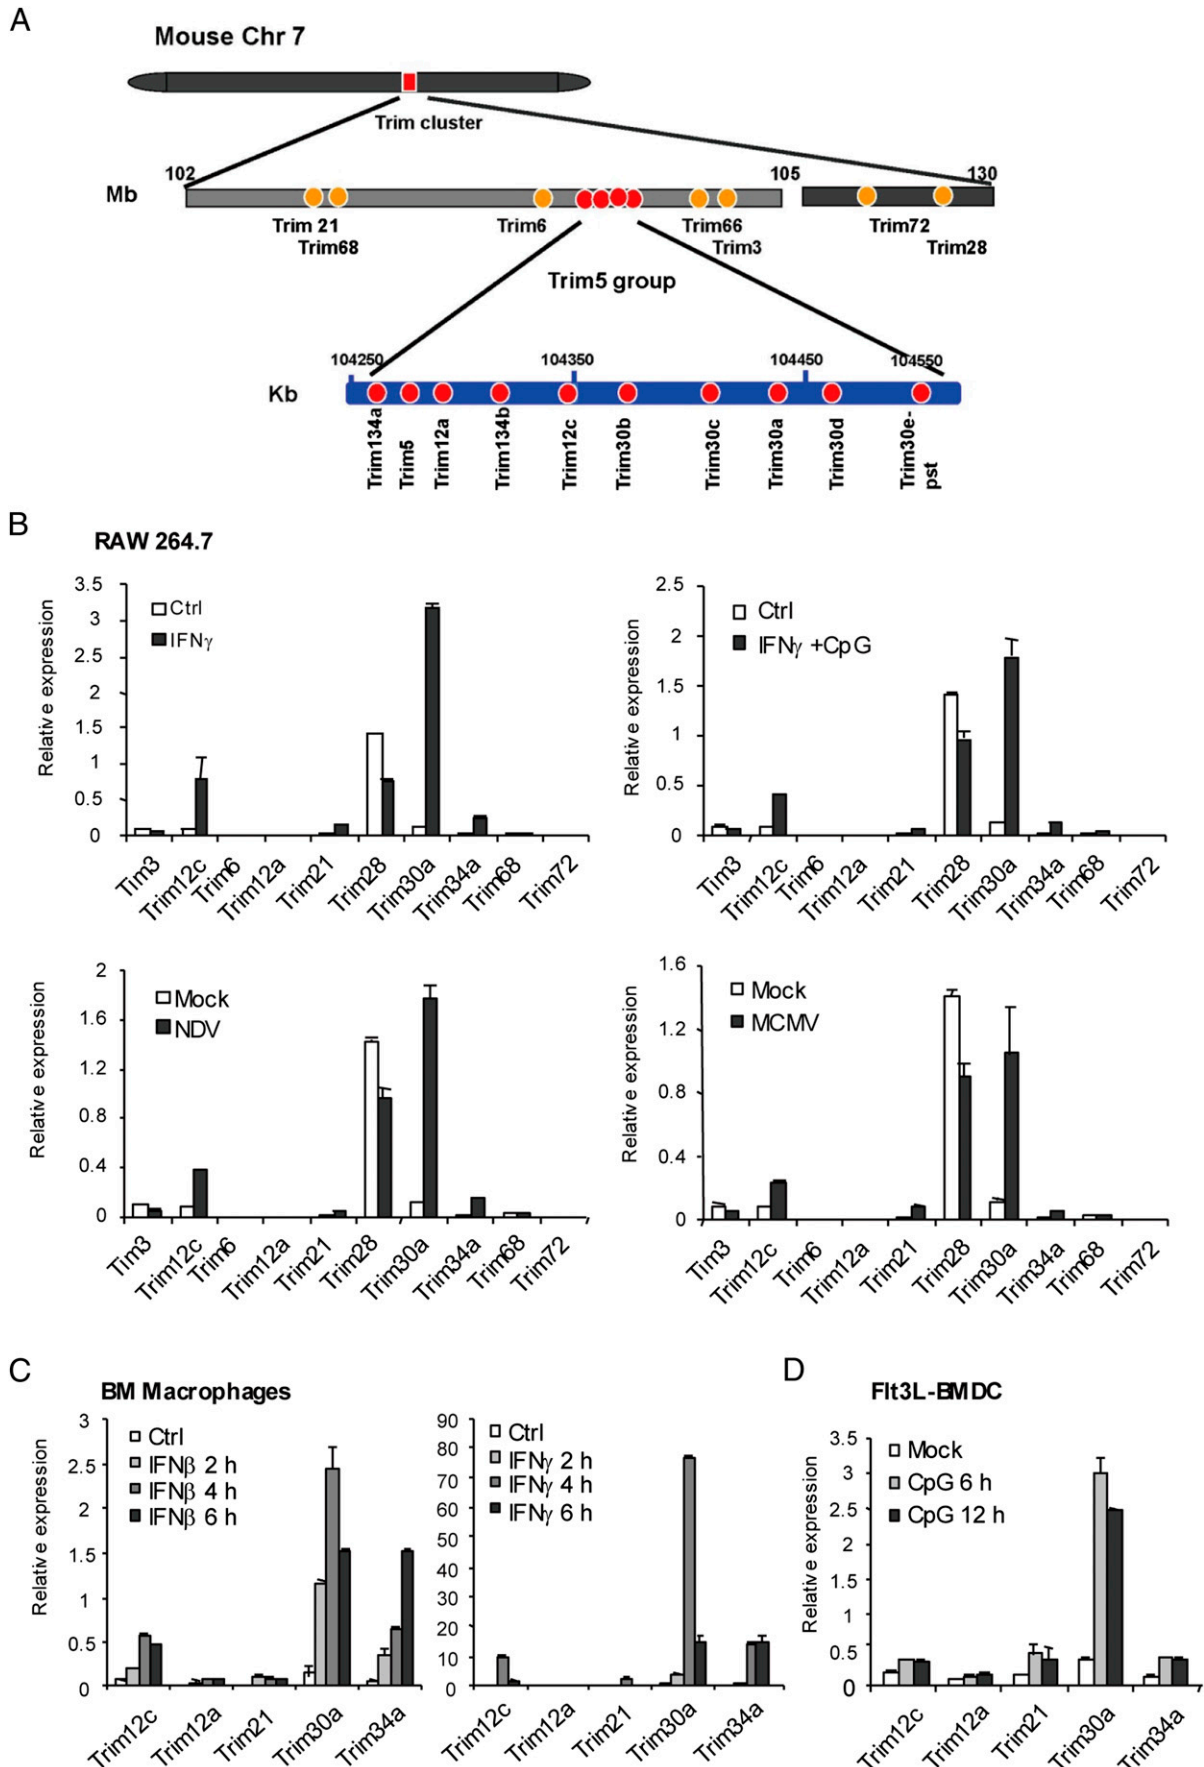 A
Mouse Chr 7
Trim cluster
102 105 130
Mb
Trim 21 Trim6 Trim66 Trim72
Trim68 Trim3 Trim28
Trim5 group
104250 104350 104450 104550
Kb
Trim134a Trim5 Trim12a Trim134b Trim12c Trim30b Trim30c Trim30a Trim30d Trim30e-
pst
B
RAW 264.7
Relative expression
3.5
3
2.5
2
1.5
1
0.5
0
Ctrl
IFNγ
Tim3 Trim12c Trim6 Trim12a Trim21 Trim28 Trim30a Trim34a Trim68 Trim72
Relative expression
2.5
2
1.5
1
0.5
0
Ctrl
IFNγ +CpG
Tim3 Trim12c Trim6 Trim12a Trim21 Trim28 Trim30a Trim34a Trim68 Trim72
Relative expression
2
1.6
1.2
0.8
0.4
0
Mock
NDV
Tim3 Trim12c Trim6 Trim12a Trim21 Trim28 Trim30a Trim34a Trim68 Trim72
Relative expression
1.6
1.2
0.8
0.4
0
Mock
MCMV
Tim3 Trim12c Trim6 Trim12a Trim21 Trim28 Trim30a Trim34a Trim68 Trim72
C
BM Macrophages
Relative expression
3
2.5
2
1.5
1
0.5
0
Ctrl
IFNβ 2 h
IFNβ 4 h
IFNβ 6 h
Trim12c Trim12a Trim21 Trim30a Trim34a
90
80
70
60
50
40
30
20
10
0
Ctrl
IFNγ 2 h
IFNγ 4 h
IFNγ 6 h
Trim12c Trim12a Trim21 Trim30a Trim34a
D
Flt3L-BMDC
Relative expression
3.5
3
2.5
2
1.5
1
0.5
0
Mock
CpG 6 h
CpG 12 h
Trim12c Trim12a Trim21 Trim30a Trim34a